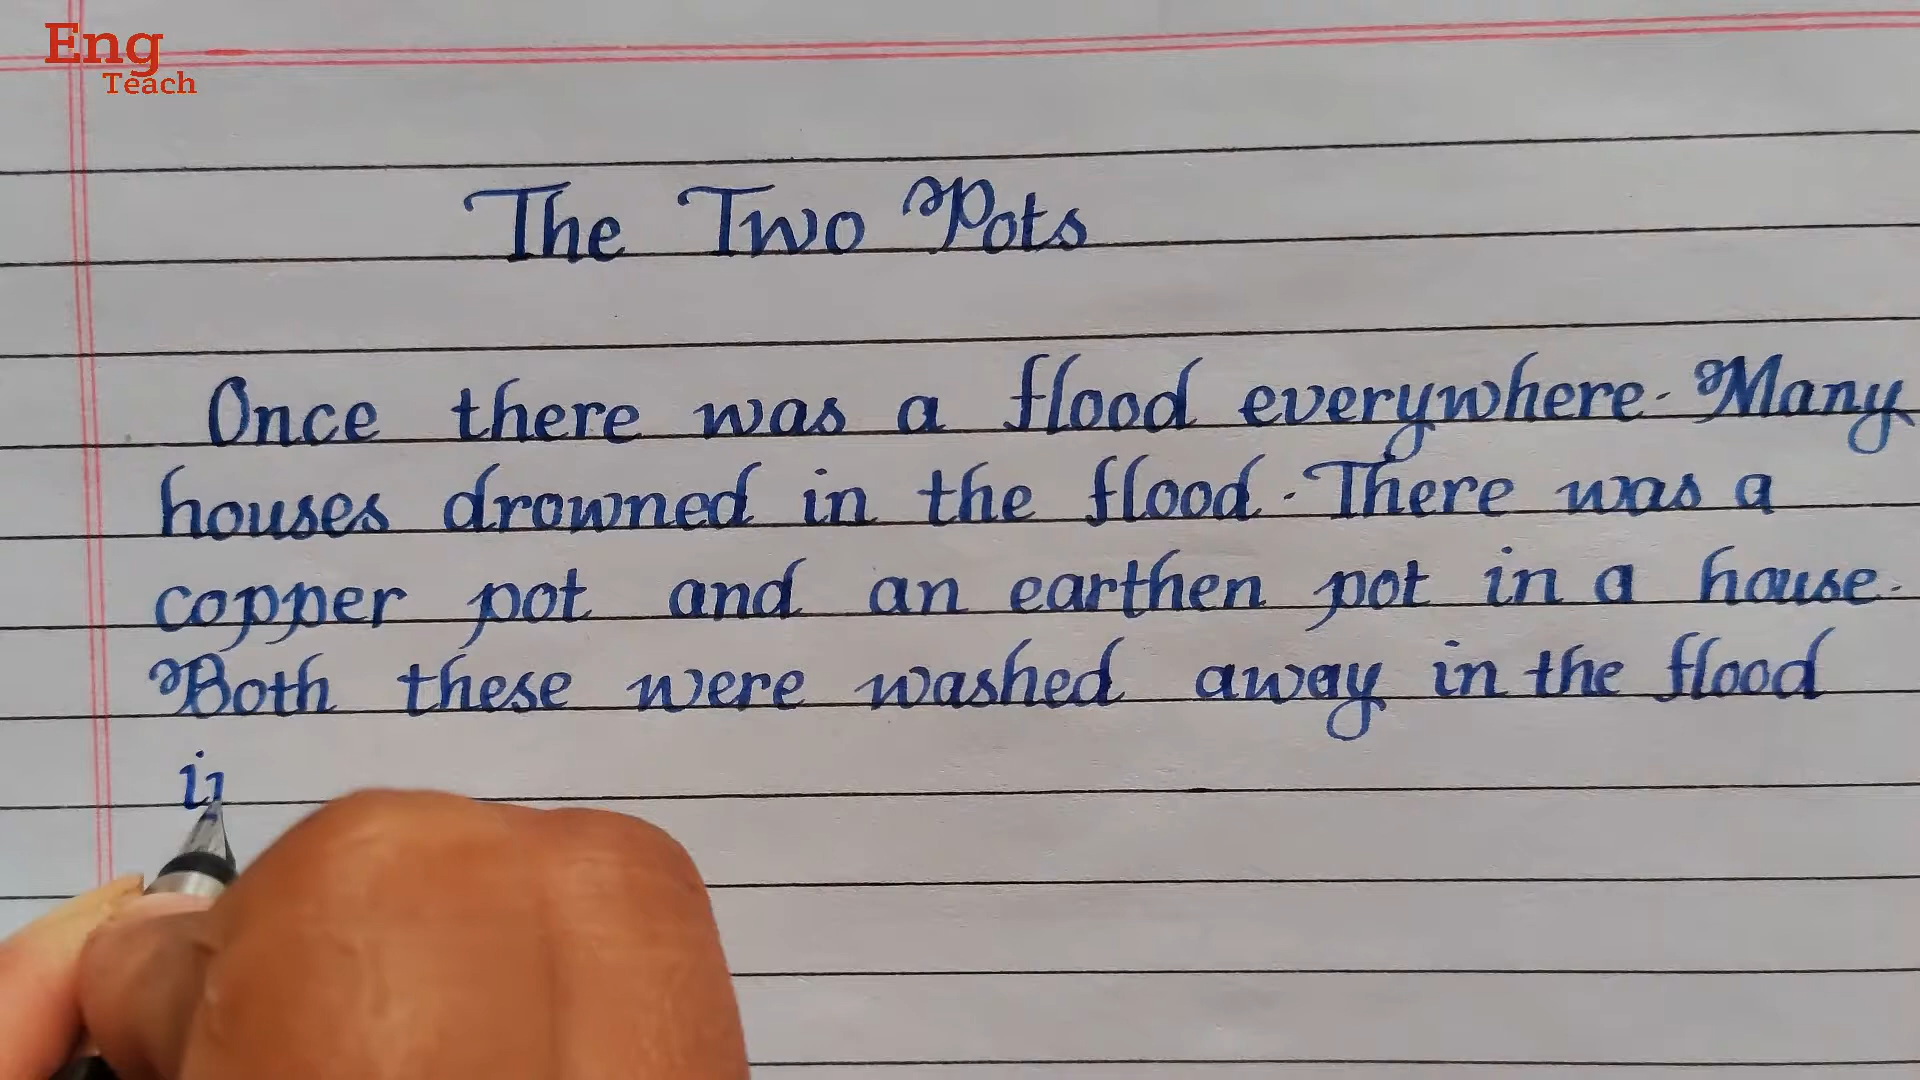 Eng
Teach
The Two Pots
Once there was a flood everywhere. Many
houses drowned in the flood. There was a
copper pot and an earthen pot in a house.
Both these were washed away in the flood